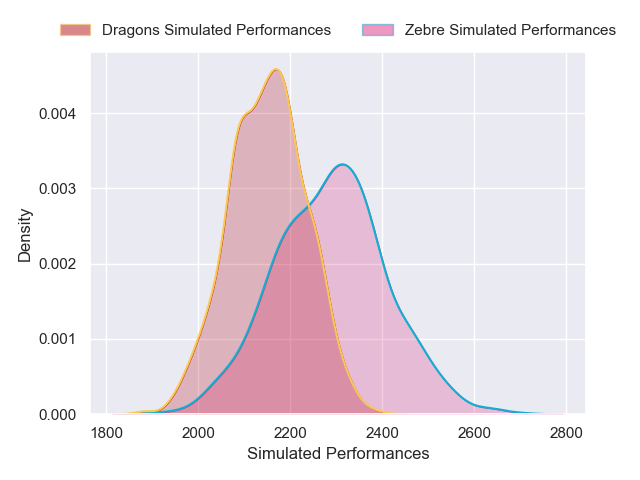 Dragons Simulated Performances Zebre Simulated Performances
0.004
0.003
0.002
0.001
0.000
Density
1800 2000 2200 2400 2600 2800
Simulated Performances